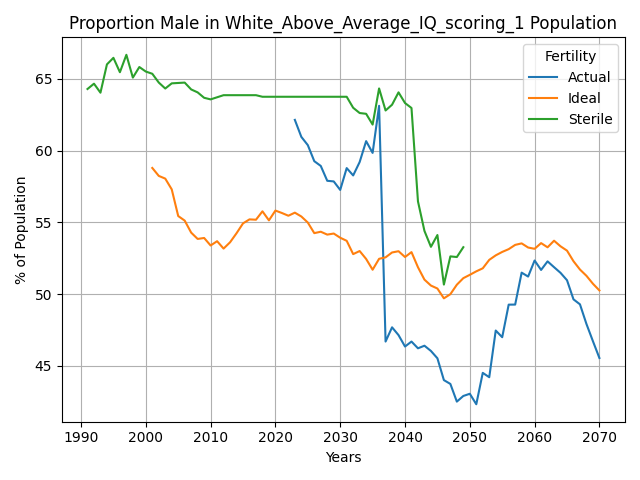 Proportion Male in White_Above_Average_IQ_scoring_1 Population
Fertility
Actual
Ideal
Sterile
% of Population
65
60
55
50
45
1990 2000 2010 2020 2030 2040 2050 2060 2070
Years